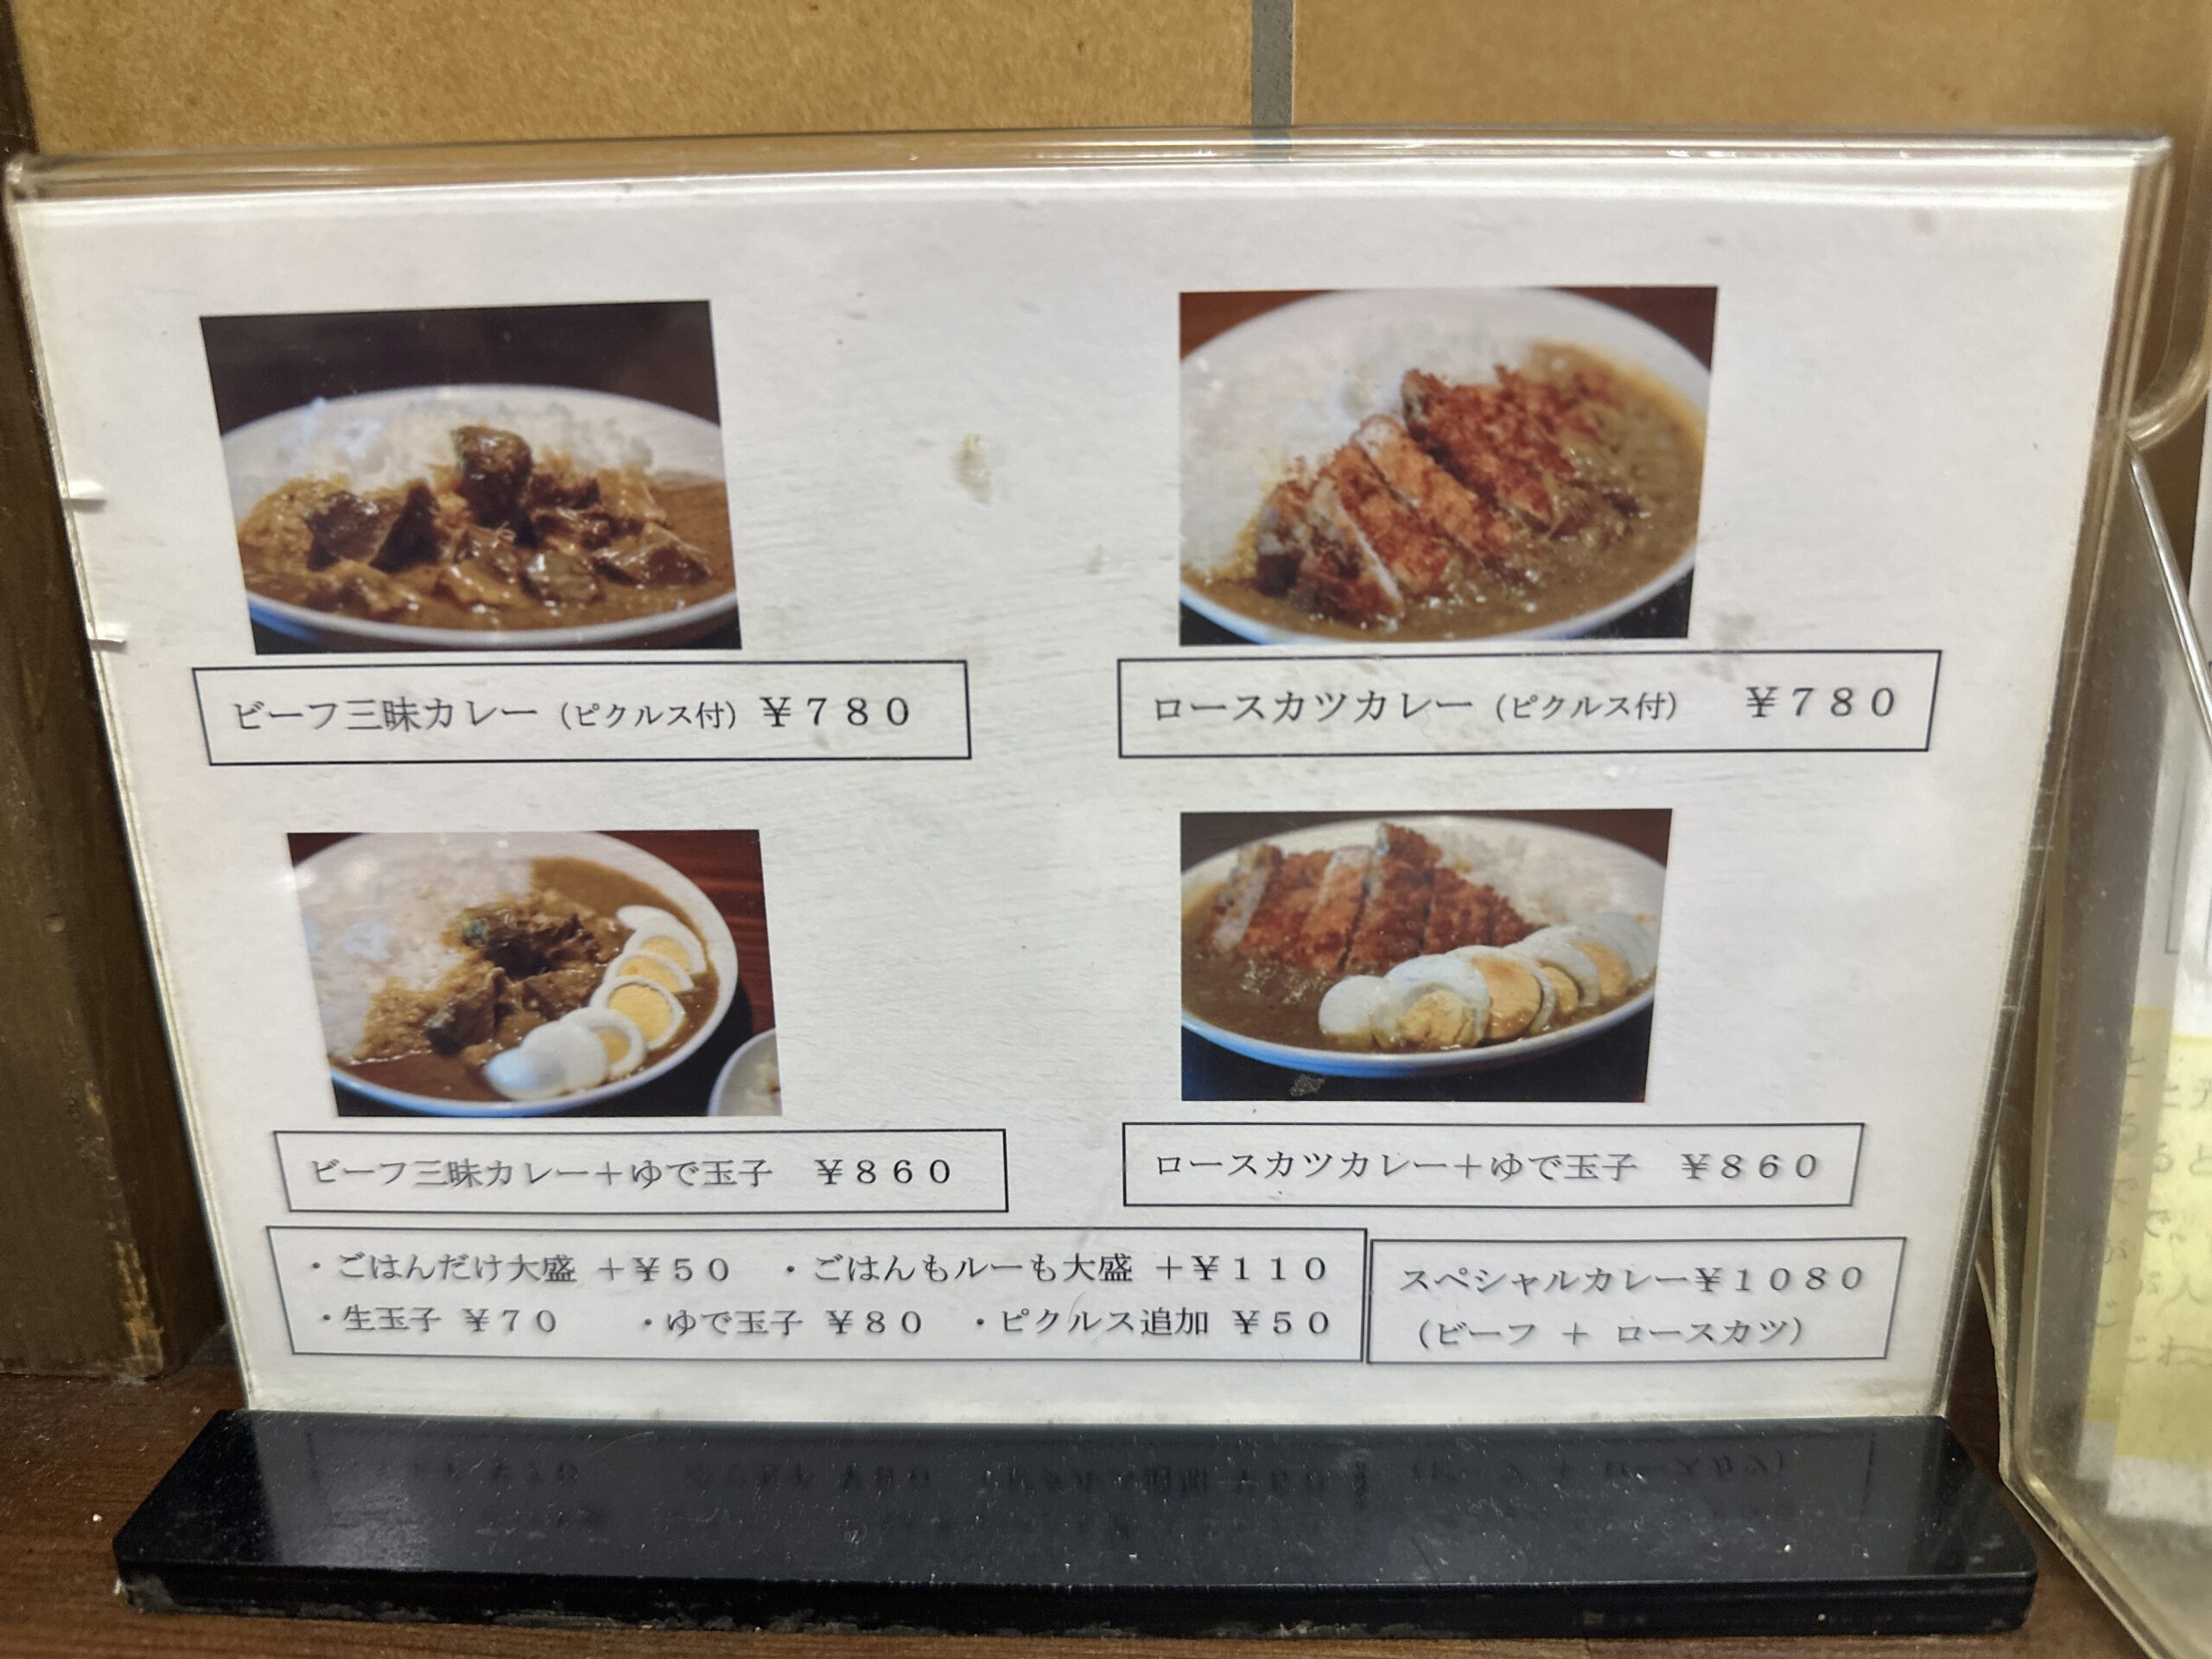 ビーフ三昧カレー（ピクルス付）￥７８０
ロースカツカレー（ピクルス付）　￥７８０
ビーフ三昧カレー＋ゆで玉子　￥８６０
ロースカツカレー＋ゆで玉子　￥８６０
・ごはんだけ大盛 ＋￥５０　・ごはんもルーも大盛 ＋￥１１０
・生玉子 ￥７０　・ゆで玉子 ￥８０　・ピクルス追加 ￥５０
スペシャルカレー￥１０８０
（ビーフ ＋ ロースカツ）